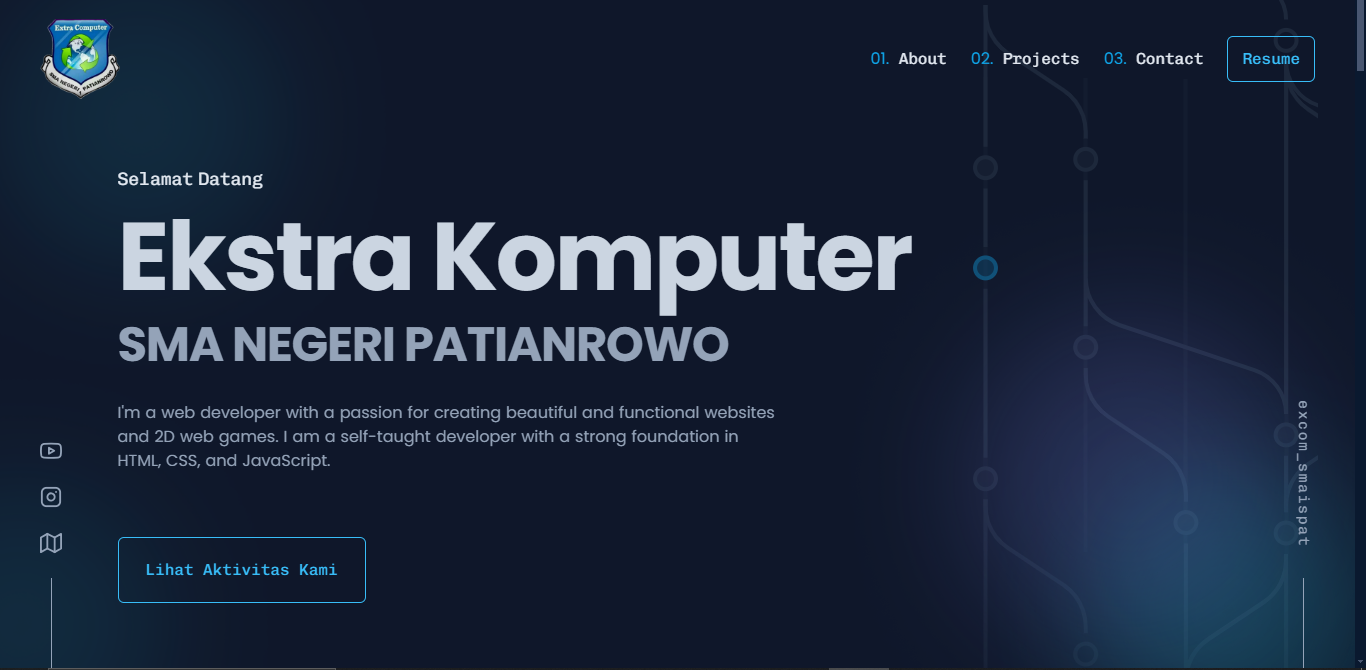 Extra Computer
SMA NEGERI 1 PATIANROWO
01. About 02. Projects 03. Contact Resume
Selamat Datang
Ekstra Komputer
SMA NEGERI PATIANROWO
I'm a web developer with a passion for creating beautiful and functional websites
and 2D web games. I am a self-taught developer with a strong foundation in
HTML, CSS, and JavaScript.
Lihat Aktivitas Kami
excom_smaispat